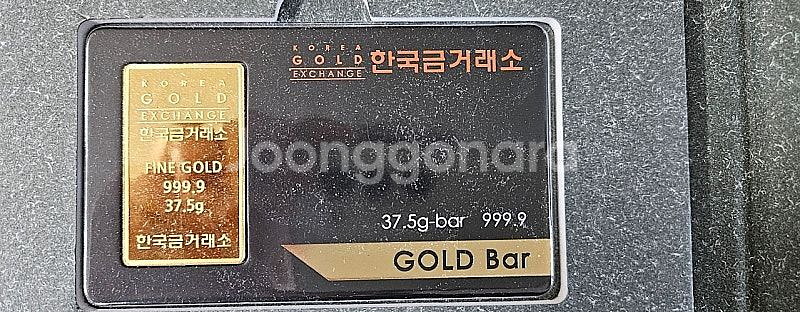 KOREA
GOLD
EXCHANGE
한국금거래소
KOREA
GOLD
EXCHANGE
한국금거래소
FINE GOLD
999.9
37.5g
한국금거래소
Joonggonara
37.5g-bar 999.9
GOLD Bar